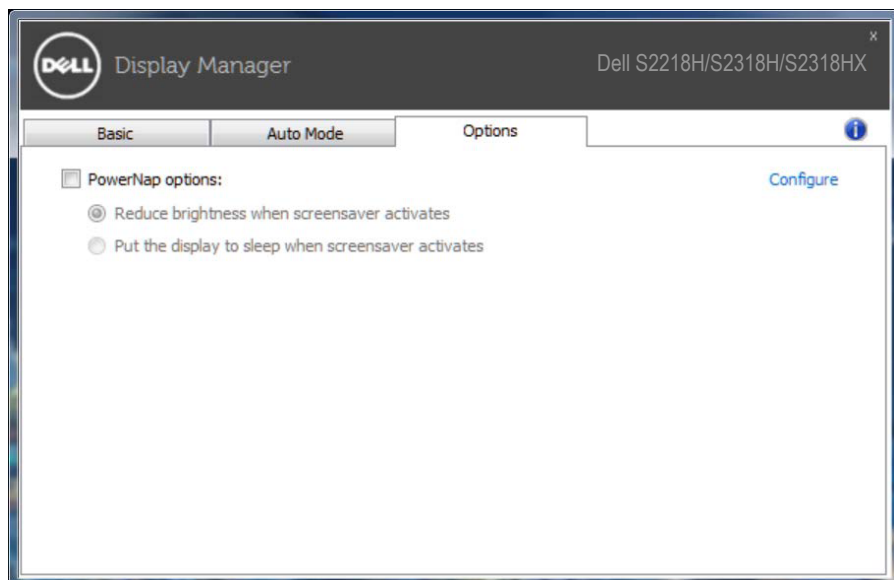 x
DELL Display Manager Dell S2218H/S2318H/S2318HX
Basic Auto Mode Options i
PowerNap options: Configure
Reduce brightness when screensaver activates
Put the display to sleep when screensaver activates